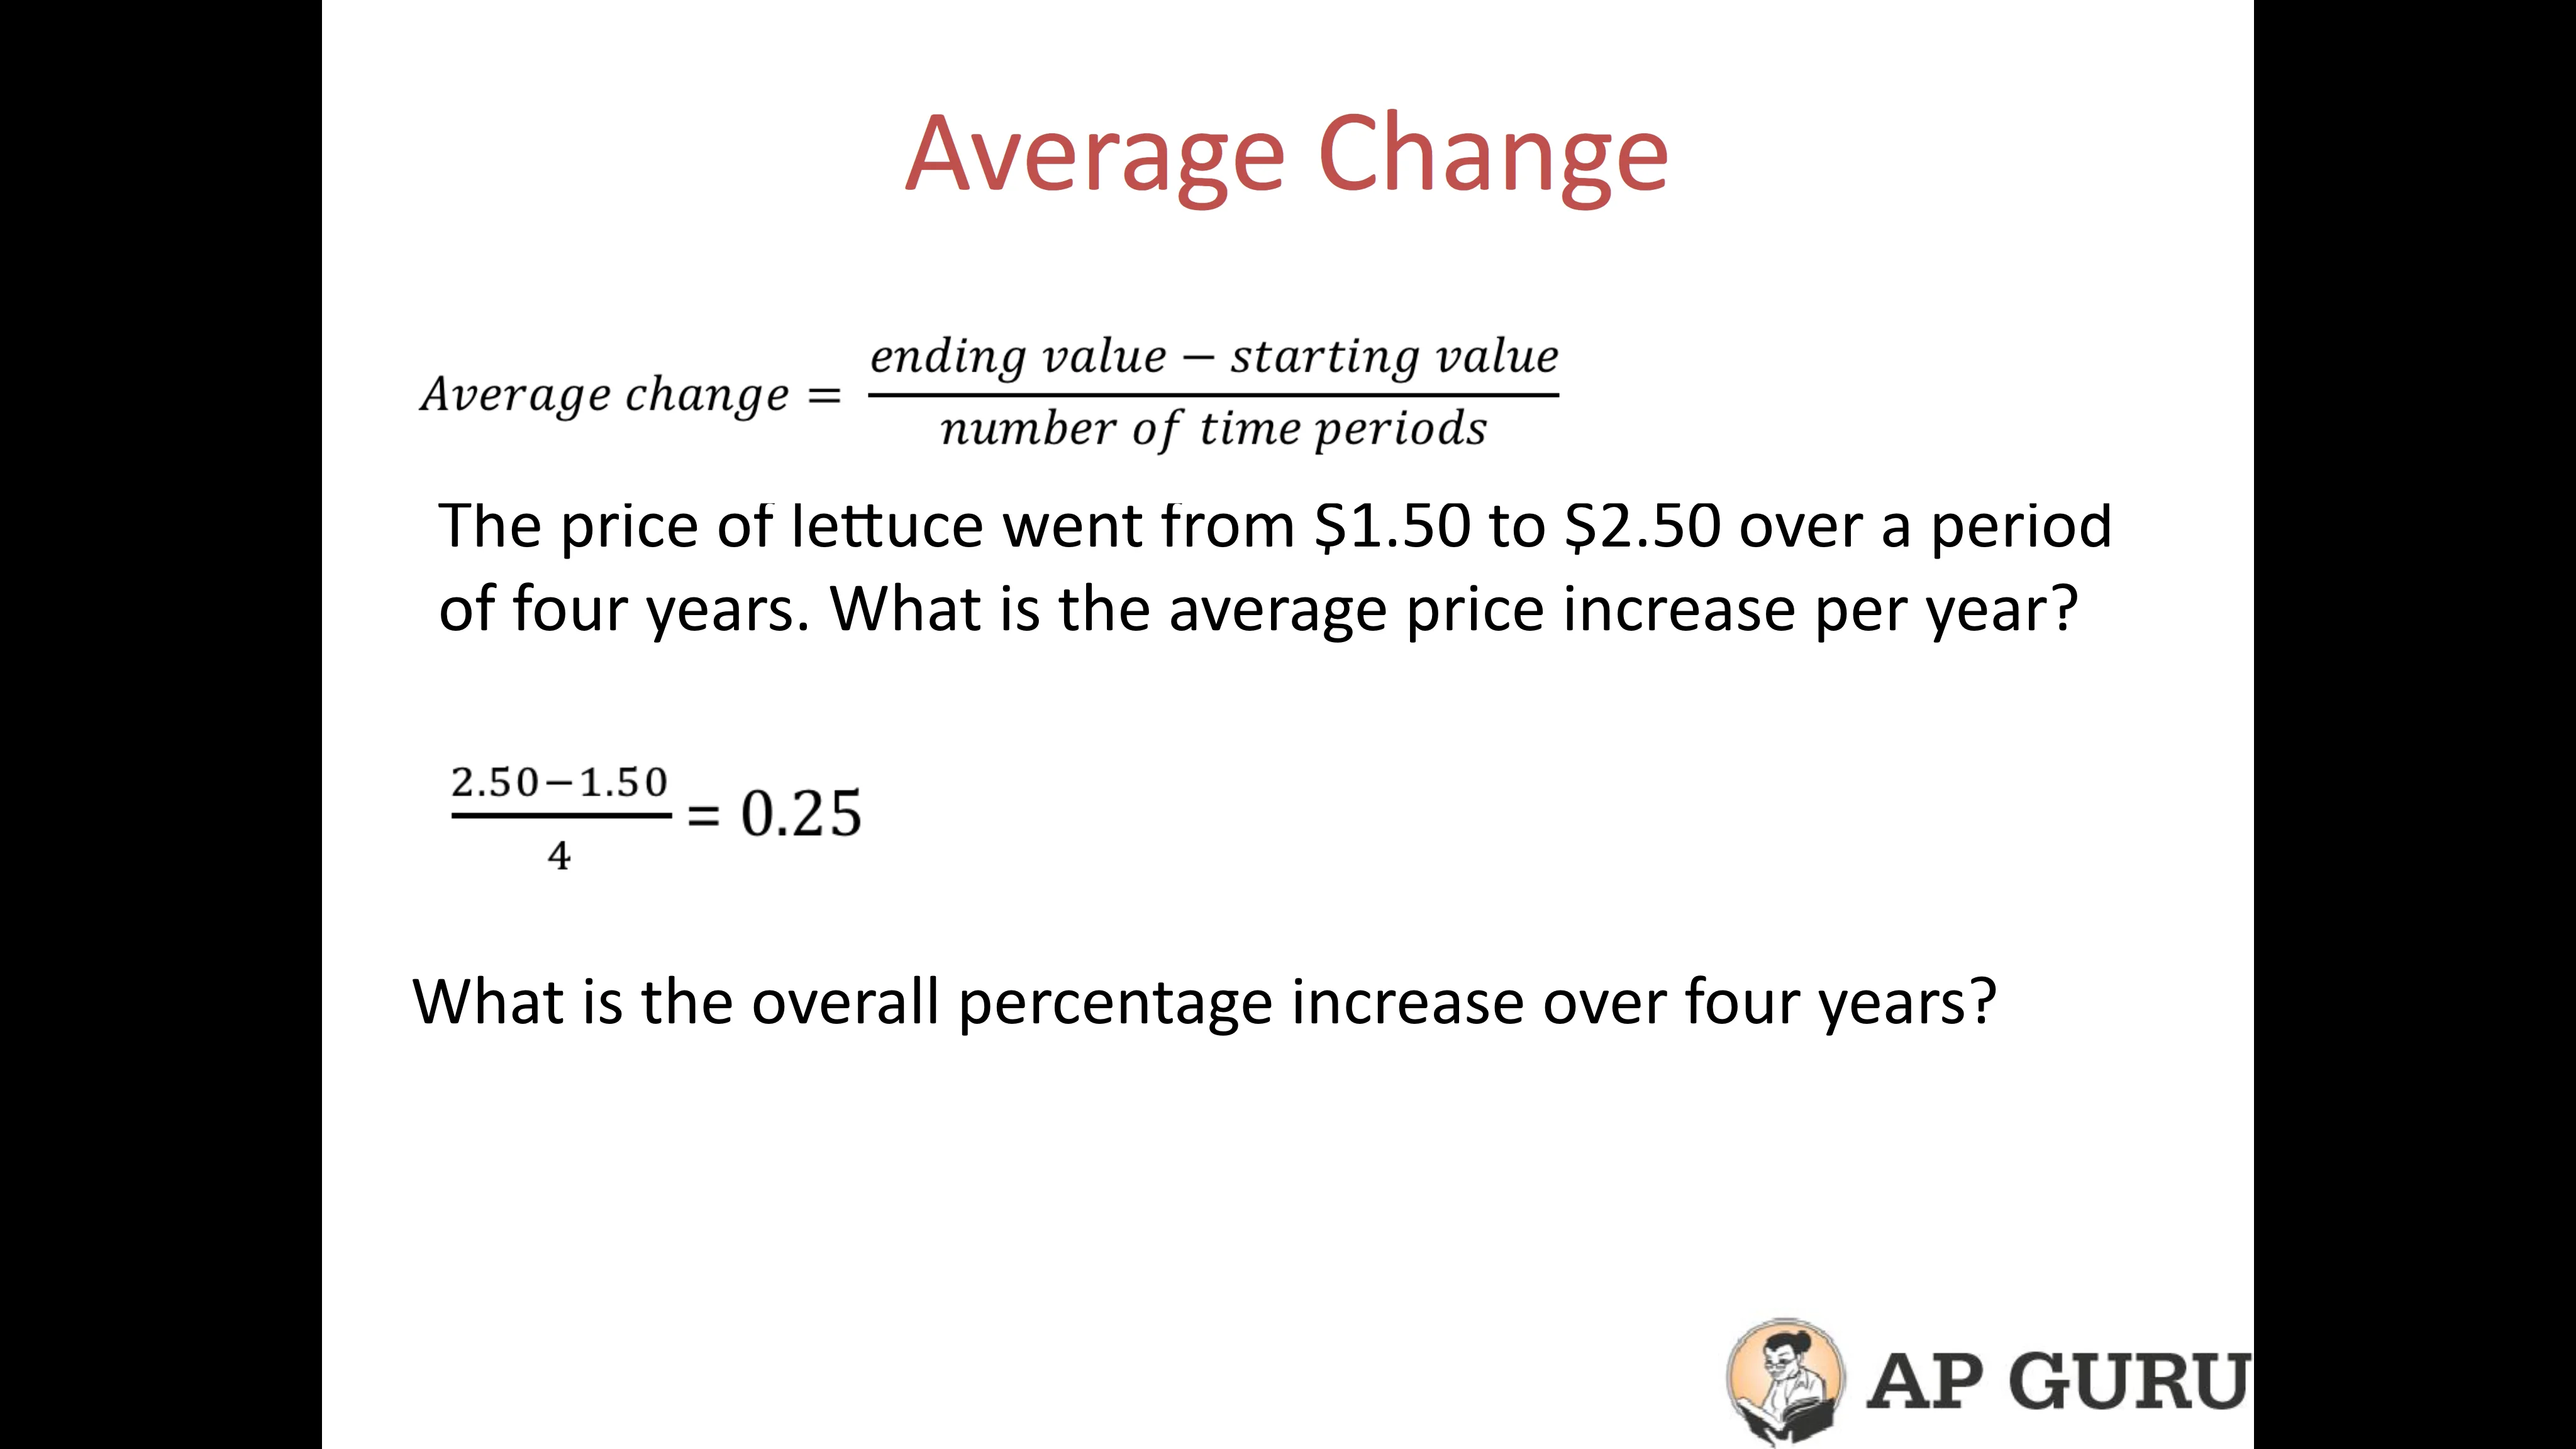 Average Change
Average change = \frac{ending value − starting value}{number of time periods}
The price of lettuce went from $1.50 to $2.50 over a period
of four years. What is the average price increase per year?
\frac{2.50−1.50}{4} = 0.25
What is the overall percentage increase over four years?
AP GURU